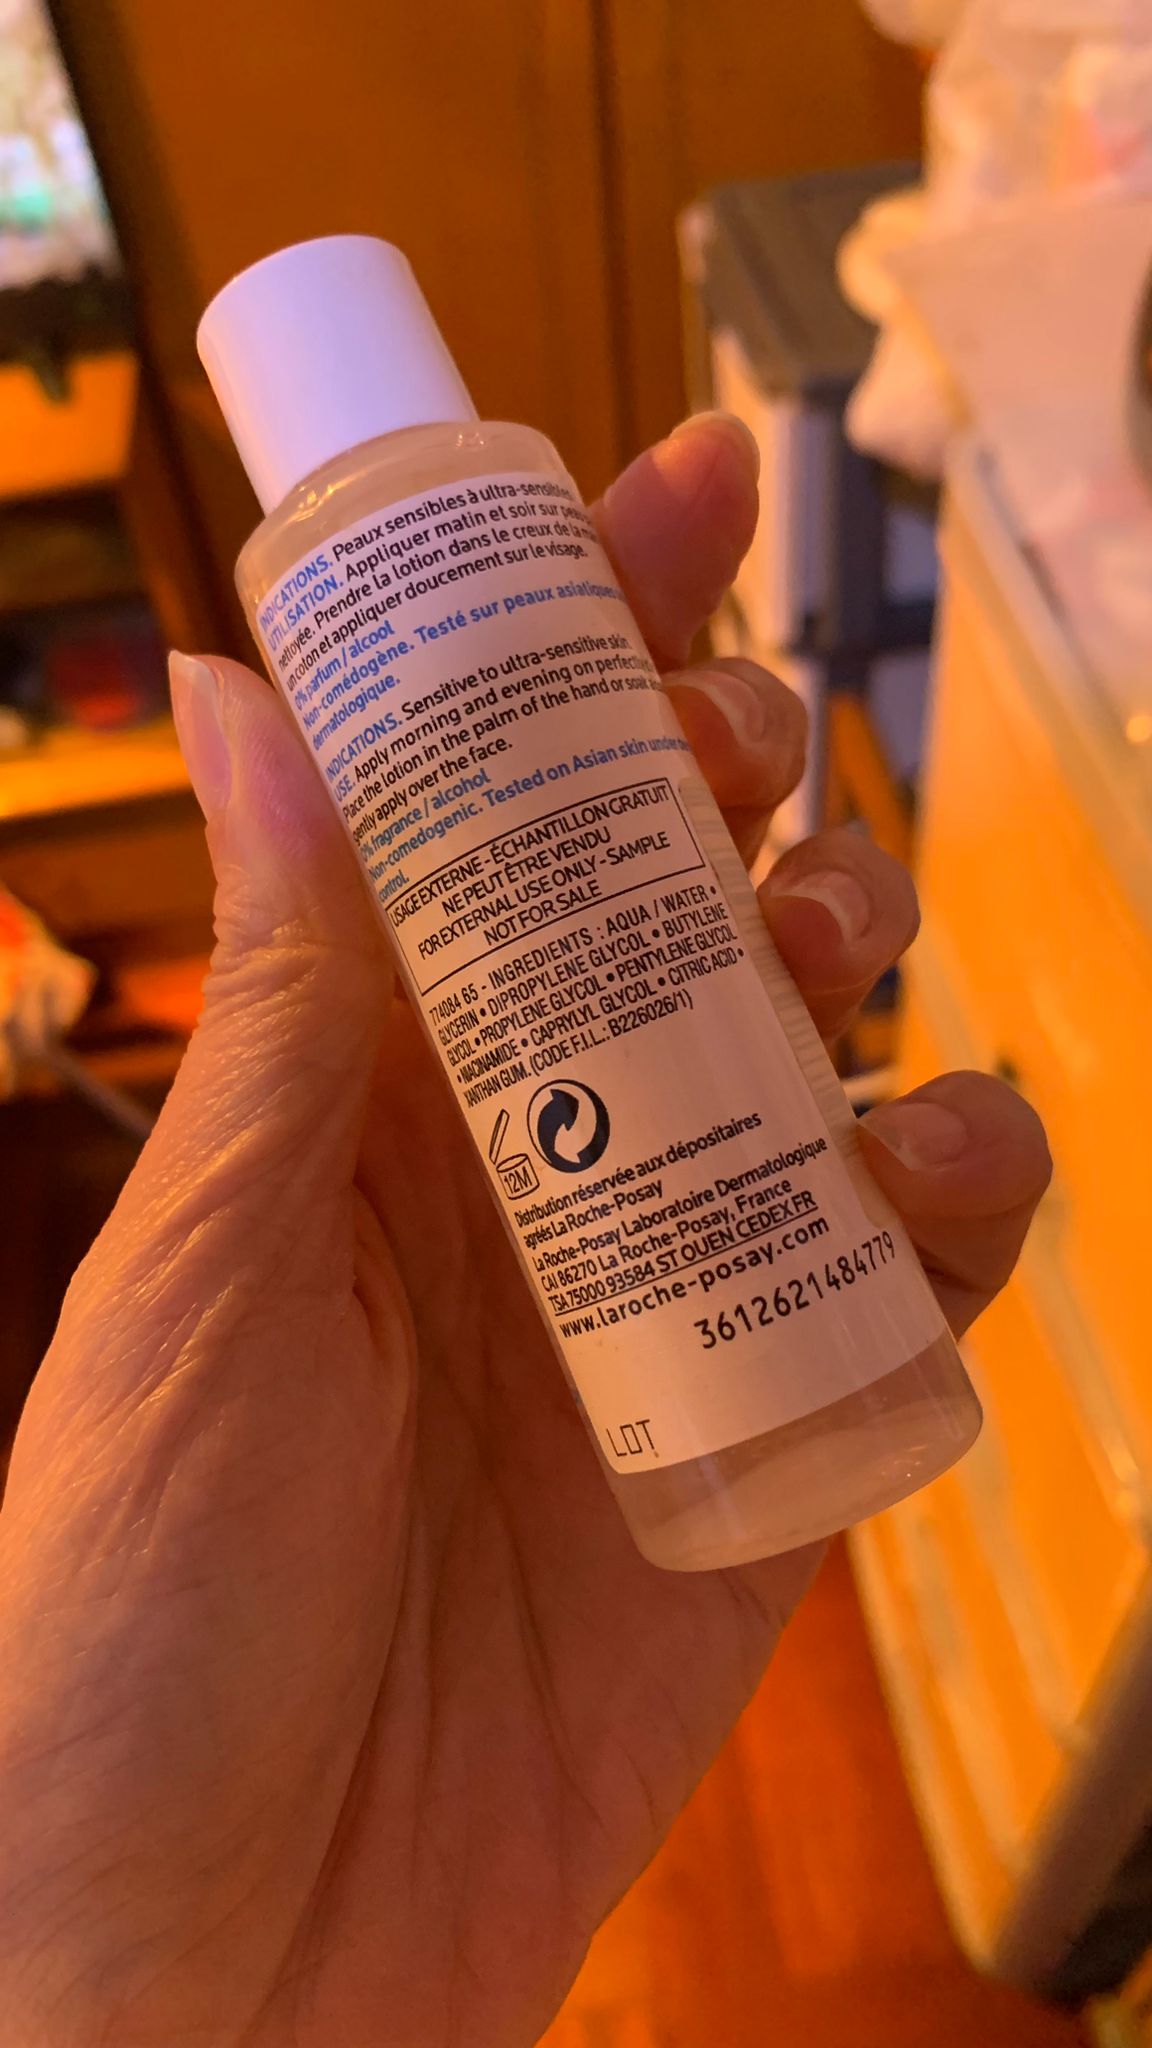 INDICATIONS. Peaux sensibles à ultra-sensibles.
UTILISATION. Appliquer matin et soir sur peau
nettoyée. Prendre la lotion dans le creux de la main
un coton et appliquer doucement sur le visage.
0% parfum / alcool
Non-comédogène. Testé sur peaux asiatiques
dermatologique.
INDICATIONS. Sensitive to ultra-sensitive skin.
USE. Apply morning and evening on perfectly
Place the lotion in the palm of the hand or soak
gently apply over the face.
0% fragrance / alcohol
Non-comedogenic. Tested on Asian skin under
control.
USAGE EXTERNE - ÉCHANTILLON GRATUIT
NE PEUT ÊTRE VENDU
FOR EXTERNAL USE ONLY - SAMPLE
NOT FOR SALE
774084 65 - INGREDIENTS : AQUA / WATER •
GLYCERIN • DIPROPYLENE GLYCOL • BUTYLENE
GLYCOL • PROPYLENE GLYCOL • PENTYLENE GLYCOL
• NIACINAMIDE • CAPRYLYL GLYCOL • CITRIC ACID •
XANTHAN GUM. (CODE F.I.L. : B226026/1)
12M
Distribution réservée aux dépositaires
agréés La Roche-Posay
La Roche-Posay Laboratoire Dermatologique
CAI 86270 La Roche-Posay, France
TSA 75000 93584 ST OUEN CEDEX FR
www.laroche-posay.com
3612621484779
LOT